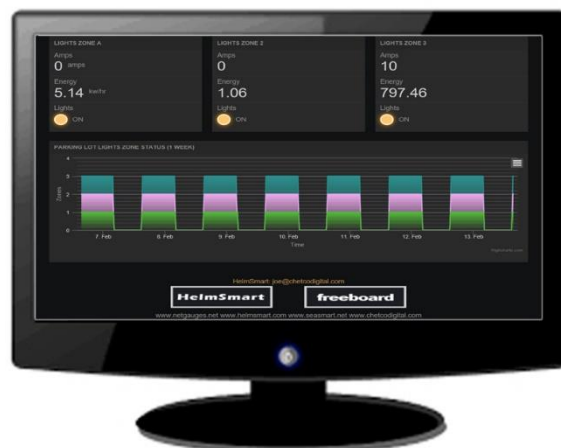 LIGHTS ZONE A
LIGHTS ZONE 2
LIGHTS ZONE 3
Amps
0 amps
Amps
0
Amps
10
Energy
5.14 kw/hr
Energy
1.06
Energy
797.46
Lights
ON
Lights
ON
Lights
ON
PARKING LOT LIGHTS ZONE STATUS (1 WEEK)
4
3
2
1
0
Zones
7. Feb 8. Feb 9. Feb 10. Feb 11. Feb 12. Feb 13. Feb
Time
HelmSmart: joe@chetcodigital.com
HelmSmart
freeboard
www.netgauges.net www.helmsmart.com www.seasmart.net www.chetcodigital.com